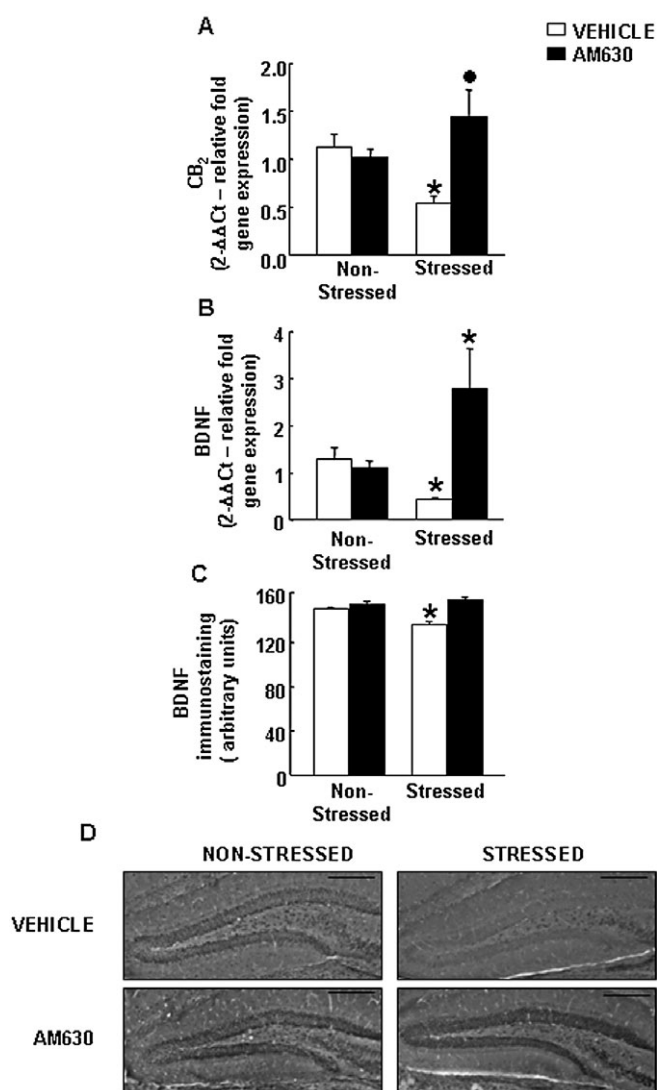 A
VEHICLE
AM630
CB2
(2-ΔΔCt – relative fold
gene expression)
2.0
1.5
1.0
0.5
0.0
*
●
Non-
Stressed
Stressed
B
BDNF
(2-ΔΔCt – relative fold
gene expression)
4
3
2
1
0
*
*
Non-
Stressed
Stressed
C
BDNF
immunostaining
( arbitrary units)
160
120
80
40
0
*
Non-
Stressed
Stressed
D
NON-STRESSED
STRESSED
VEHICLE
AM630